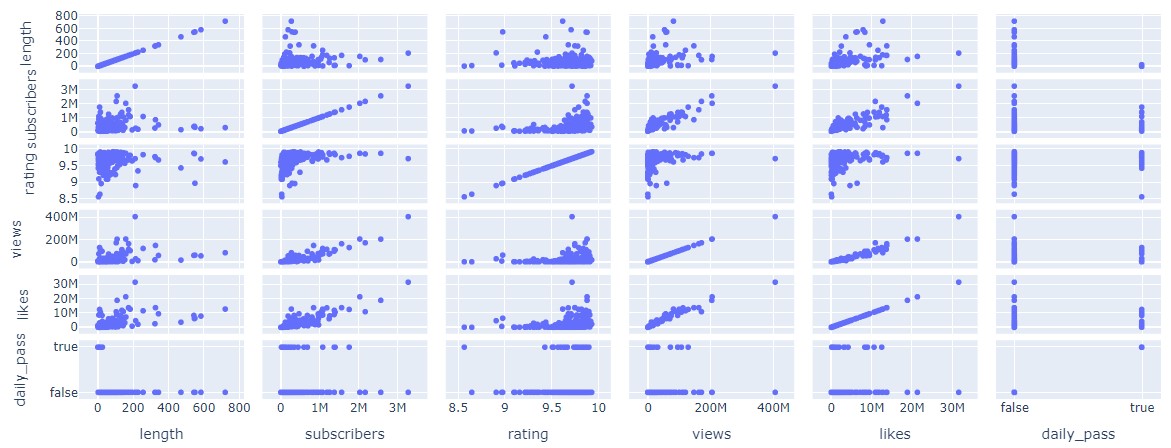 800
600
400
200
0
length
3M
2M
1M
0
subscribers
10
9.5
9
8.5
rating
400M
200M
0
views
30M
20M
10M
0
likes
true
false
daily_pass
0 200 400 600 800
0 1M 2M 3M
8.5 9 9.5 10
0 200M 400M
0 10M 20M 30M
false true
length subscribers rating views likes daily_pass